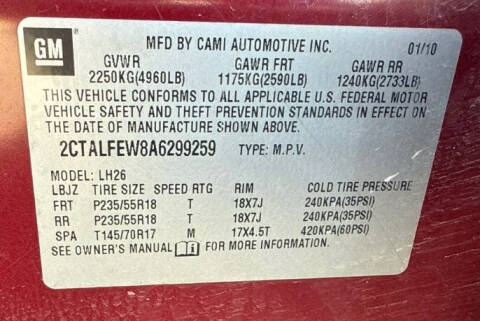 GM
MFD BY CAMI AUTOMOTIVE INC. 01/10
GVWR GAWR FRT GAWR RR
2250KG(4960LB) 1175KG(2590LB) 1240KG(2733LB)
THIS VEHICLE CONFORMS TO ALL APPLICABLE U.S. FEDERAL MOTOR
VEHICLE SAFETY AND THEFT PREVENTION STANDARDS IN EFFECT ON
THE DATE OF MANUFACTURE SHOWN ABOVE.
2CTALFEW8A6299259 TYPE: M.P.V.
MODEL: LH26
LBJZ TIRE SIZE SPEED RTG RIM COLD TIRE PRESSURE
FRT P235/55R18 T 18X7J 240KPA(35PSI)
RR P235/55R18 T 18X7J 240KPA(35PSI)
SPA T145/70R17 M 17X4.5T 420KPA(60PSI)
SEE OWNER'S MANUAL FOR MORE INFORMATION.